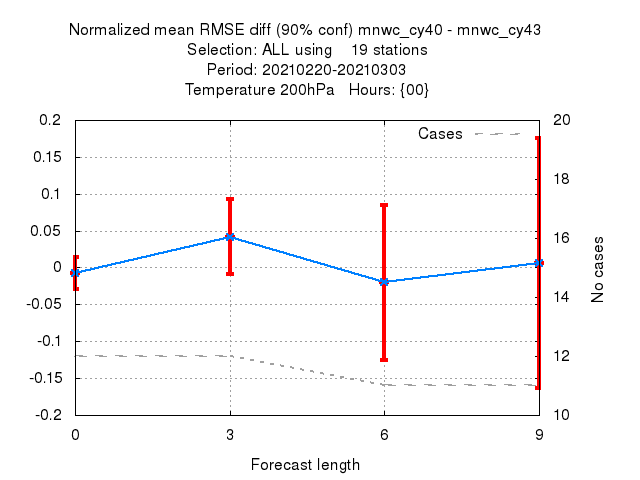 Normalized mean RMSE diff (90% conf) mnwc_cy40 - mnwc_cy43
Selection: ALL using    19 stations
Period: 20210220-20210303
Temperature 200hPa   Hours: {00}
Cases
0.2
0.15
0.1
0.05
0
-0.05
-0.1
-0.15
-0.2
20
18
16
14
12
10
No cases
0 3 6 9
Forecast length